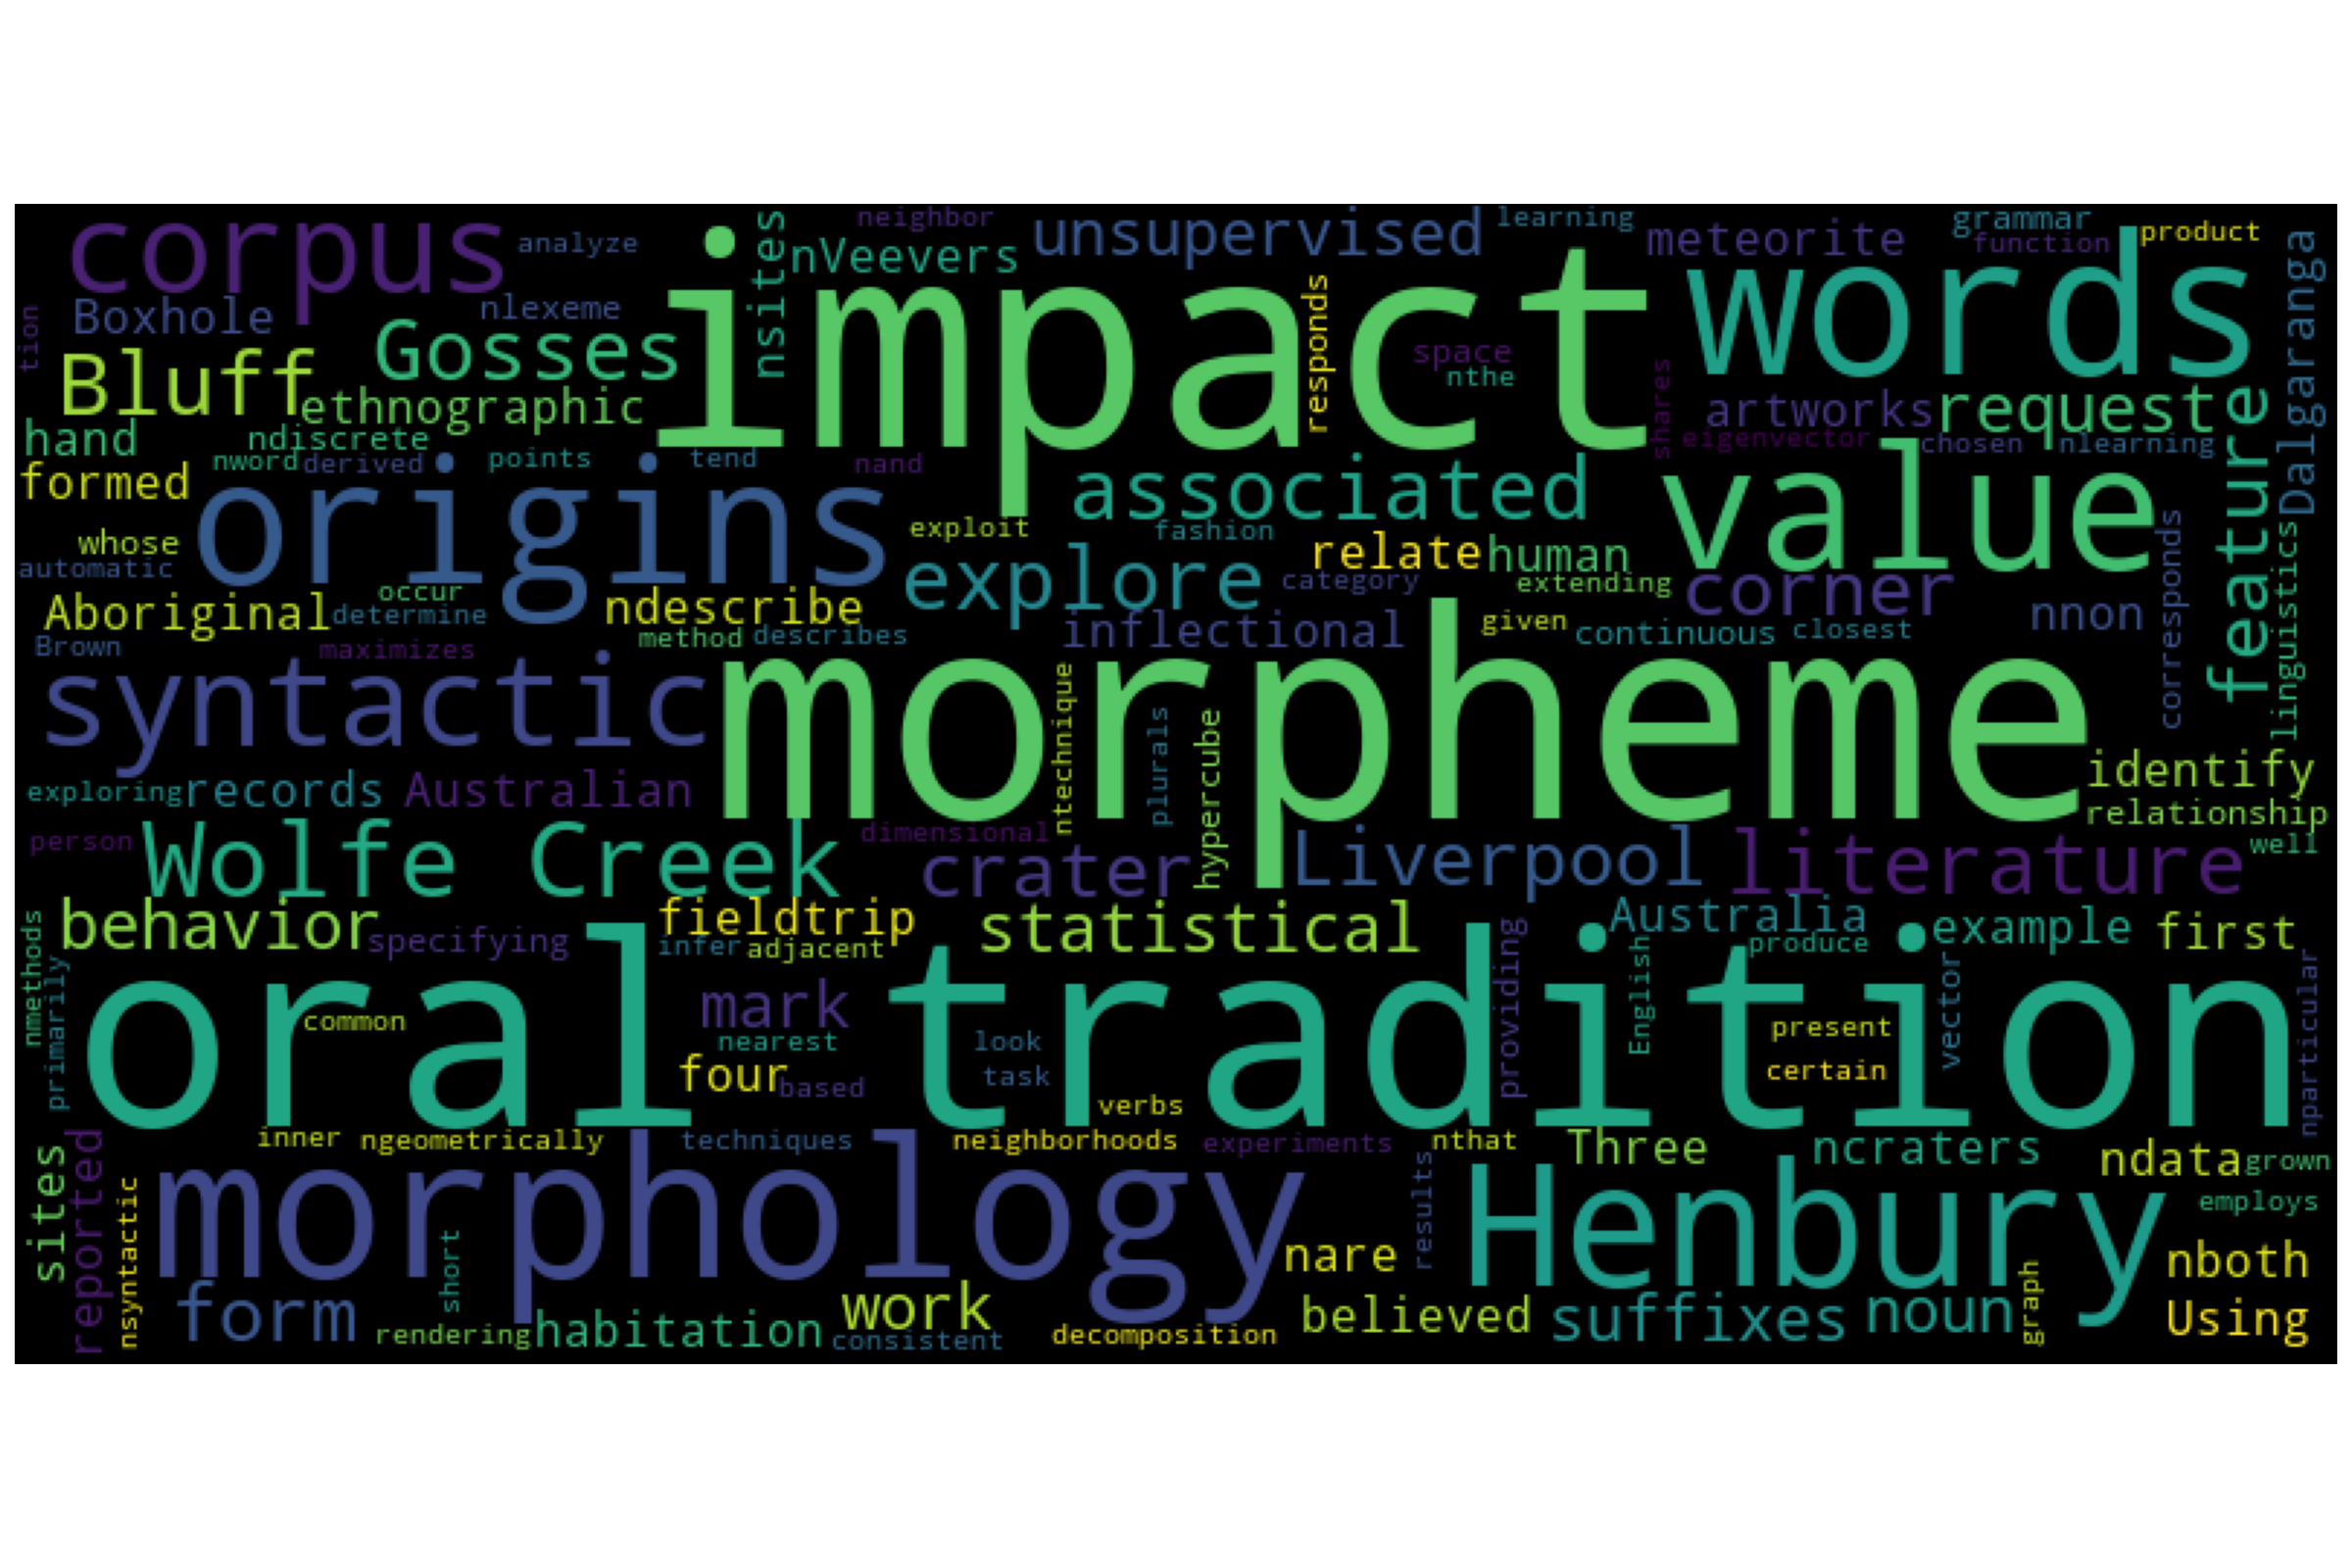 corpus
analyze
nsites
neighbor
nVeevers
unsupervised
learning
meteorite
grammar
function
product
Dalgaranga
tion
Boxhole
nlexeme
Gosses
impact
responds
space
nthe
words
shares
Bluff
ethnographic
artworks
request
feature
hand
ndiscrete
nword
derived
points
tend
nand
eigenvector
chosen
nlearning
formed
origins
associated
value
whose
exploit
fashion
automatic
occur
explore
relate
human
category
extending
corner
corresponds
linguistics
Aboriginal
determine
ndescribe
method
describes
inflectional
given
continuous
closest
nnon
Brown
maximizes
syntactic
morpheme
ntechnique
plurals
hypercube
identify
exploring
records
Australian
relationship
person
Wolfe Creek
dimensional
crater
Liverpool
literature
well
behavior
specifying
fieldtrip
infer
adjacent
statistical
Australia
produce
example
first
nmethods
primarily
oral tradition
common
mark
nearest
look
four
based
task
verbs
providing
English
present
certain
vector
nparticular
inner
ngeometrically
techniques
neighborhoods
experiments
nthat
Three
ncraters
ndata
grown
sites
reported
nsyntactic
morphology
short
results
Henbury
employs
nare
nboth
form
rendering
habitation
work
consistent
decomposition
believed
suffixes
noun
graph
Using